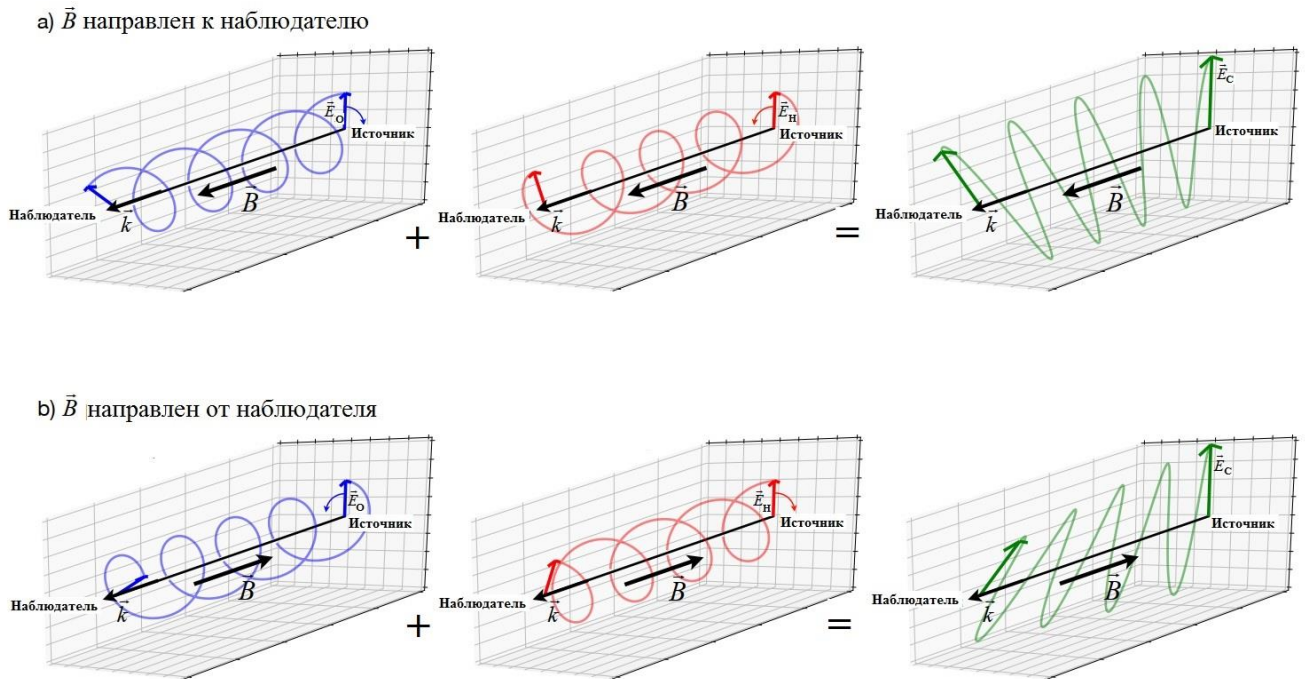 a) B⃗ направлен к наблюдателю
E⃗О
Источник
B⃗
Наблюдатель
k⃗
+
E⃗Н
Источник
B⃗
Наблюдатель
k⃗
=
E⃗С
Источник
B⃗
Наблюдатель
k⃗
b) B⃗ направлен от наблюдателя
E⃗О
Источник
B⃗
Наблюдатель
k⃗
+
E⃗Н
Источник
B⃗
Наблюдатель
k⃗
=
E⃗С
Источник
B⃗
Наблюдатель
k⃗